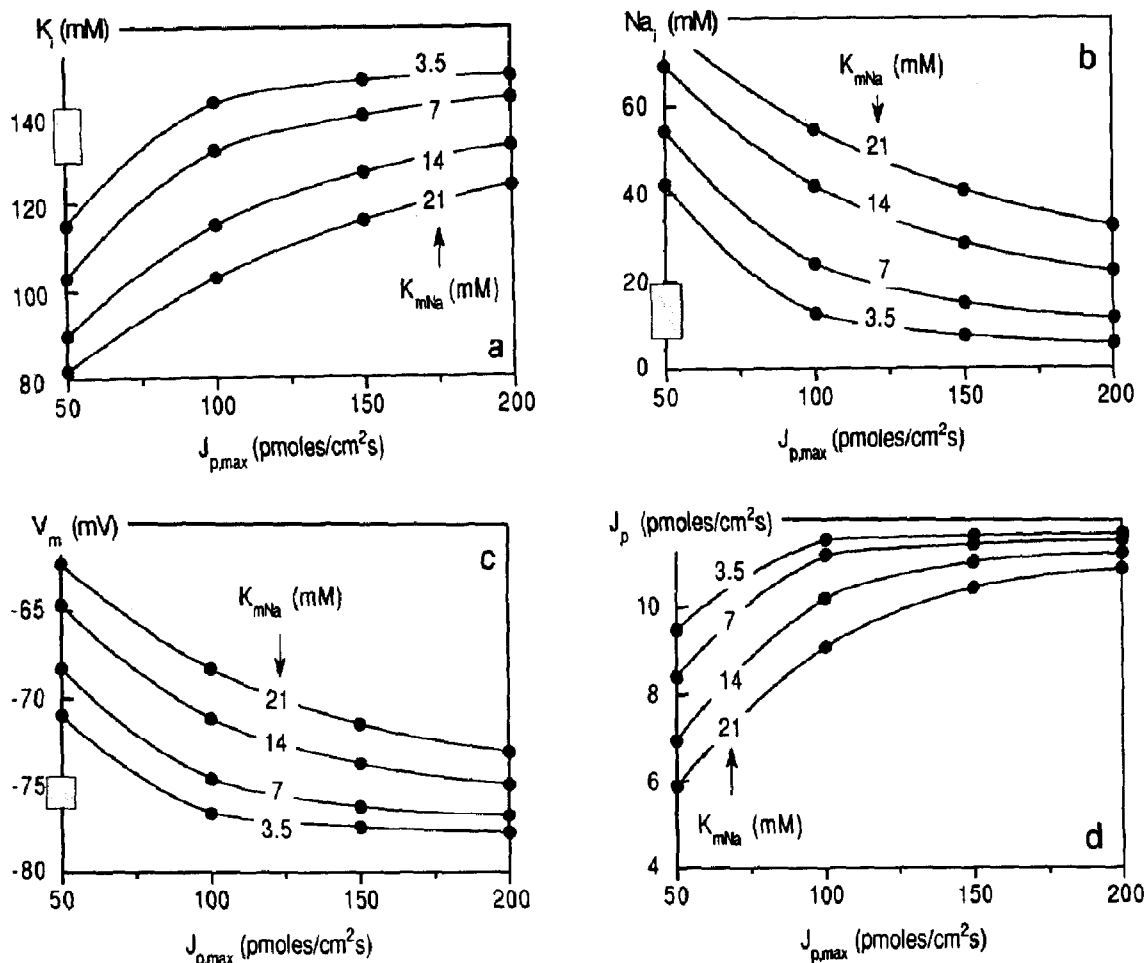 K_i (mM)
140
120
100
80
3.5
7
14
21
K_mNa (mM)
a
50 100 150 200
J_p,max (pmoles/cm²s)
Na_i (mM)
60
40
20
0
K_mNa (mM)
21
14
7
3.5
b
50 100 150 200
J_p,max (pmoles/cm²s)
V_m (mV)
-65
-70
-75
-80
K_mNa (mM)
21
14
7
3.5
c
50 100 150 200
J_p,max (pmoles/cm²s)
J_p (pmoles/cm²s)
10
8
6
4
3.5
7
14
21
K_mNa (mM)
d
50 100 150 200
J_p,max (pmoles/cm²s)